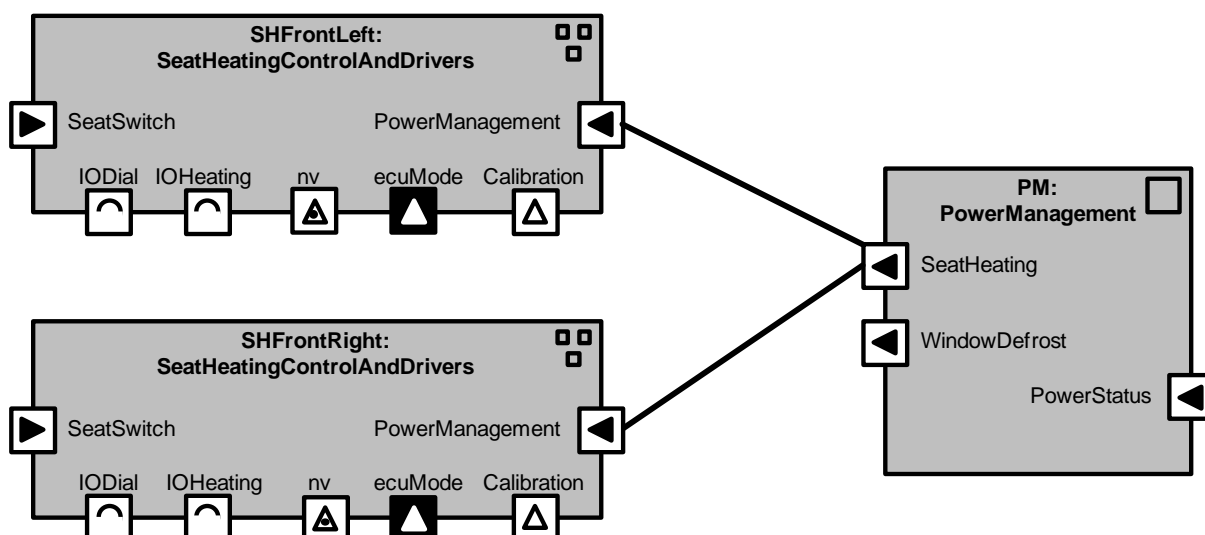 SHFrontLeft:
SeatHeatingControlAndDrivers
SeatSwitch
PowerManagement
IODial
IOHeating
nv
ecuMode
Calibration
PM:
PowerManagement
SeatHeating
WindowDefrost
PowerStatus
SHFrontRight:
SeatHeatingControlAndDrivers
SeatSwitch
PowerManagement
IODial
IOHeating
nv
ecuMode
Calibration